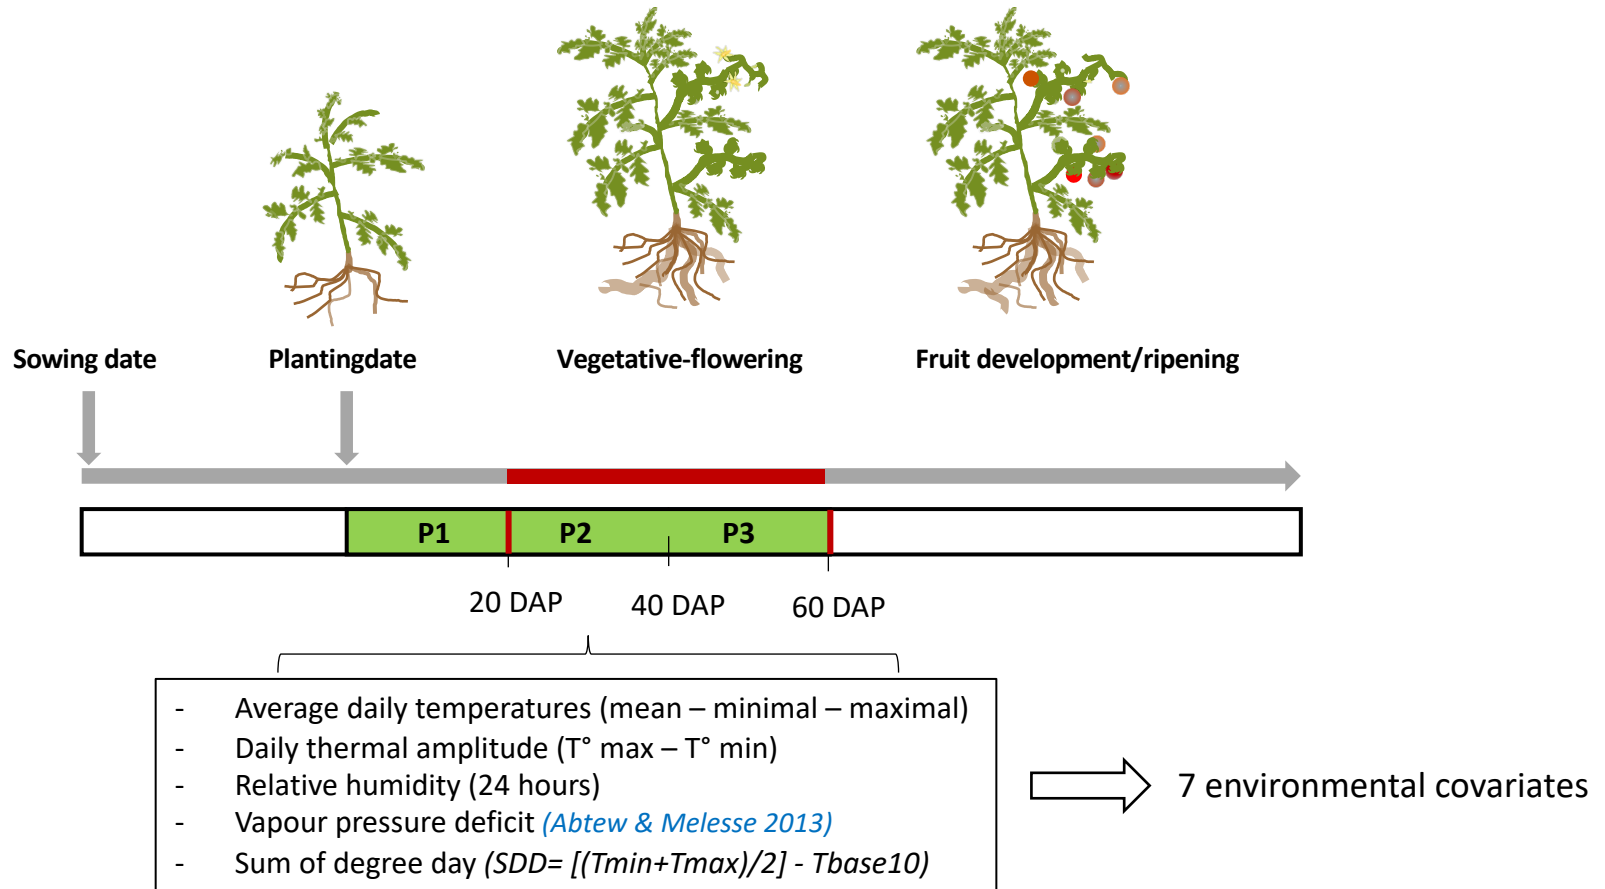 Sowing date
Plantingdate
Vegetative-flowering
Fruit development/ripening
P1
P2
P3
20 DAP
40 DAP
60 DAP
- Average daily temperatures (mean – minimal – maximal)
- Daily thermal amplitude (T° max – T° min)
- Relative humidity (24 hours)
- Vapour pressure deficit (Abtew & Melesse 2013)
- Sum of degree day (SDD= [(Tmin+Tmax)/2] - Tbase10)
7 environmental covariates